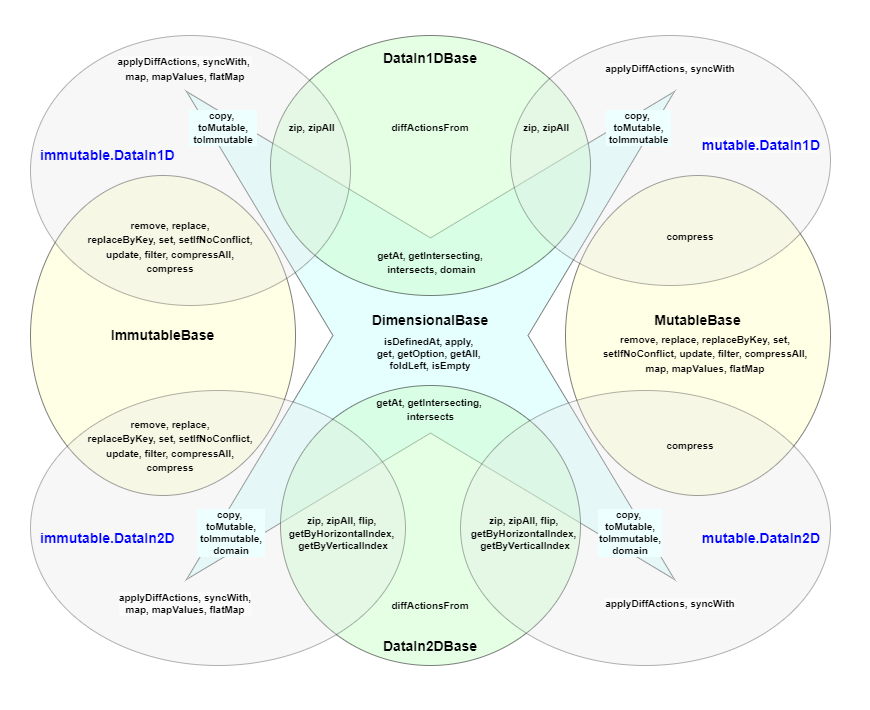 DataIn1DBase
applyDiffActions, syncWith,
map, mapValues, flatMap
applyDiffActions, syncWith
copy,
toMutable,
toImmutable
zip, zipAll
diffActionsFrom
zip, zipAll
copy,
toMutable,
toImmutable
immutable.DataIn1D
mutable.DataIn1D
remove, replace,
replaceByKey, set, setIfNoConflict,
update, filter, compressAll,
compress
getAt, getIntersecting,
intersects, domain
compress
ImmutableBase
DimensionalBase
isDefinedAt, apply,
get, getOption, getAll,
foldLeft, isEmpty
MutableBase
remove, replace, replaceByKey, set,
setIfNoConflict, update, filter, compressAll,
map, mapValues, flatMap
remove, replace,
replaceByKey, set, setIfNoConflict,
update, filter, compressAll,
compress
getAt, getIntersecting,
intersects
compress
immutable.DataIn2D
copy,
toMutable,
toImmutable,
domain
zip, zipAll, flip,
getByHorizontalIndex,
getByVerticalIndex
zip, zipAll, flip,
getByHorizontalIndex,
getByVerticalIndex
copy,
toMutable,
toImmutable,
domain
mutable.DataIn2D
applyDiffActions, syncWith,
map, mapValues, flatMap
diffActionsFrom
applyDiffActions, syncWith
DataIn2DBase